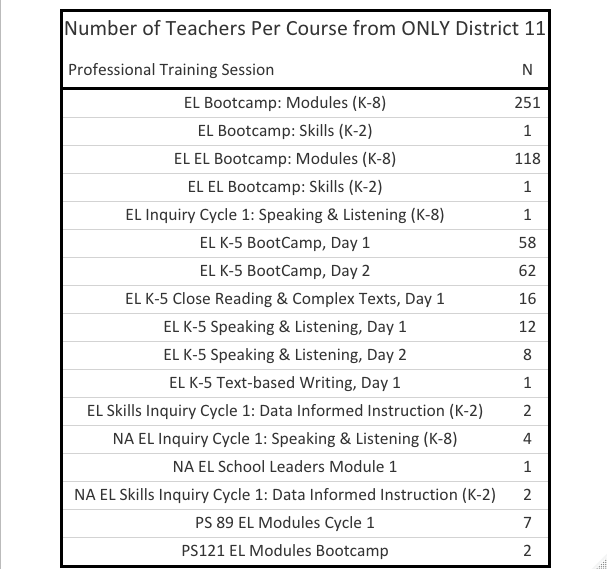 Number of Teachers Per Course from ONLY District 11
Professional Training Session N
EL Bootcamp: Modules (K-8) 251
EL Bootcamp: Skills (K-2) 1
EL EL Bootcamp: Modules (K-8) 118
EL EL Bootcamp: Skills (K-2) 1
EL Inquiry Cycle 1: Speaking & Listening (K-8) 1
EL K-5 BootCamp, Day 1 58
EL K-5 BootCamp, Day 2 62
EL K-5 Close Reading & Complex Texts, Day 1 16
EL K-5 Speaking & Listening, Day 1 12
EL K-5 Speaking & Listening, Day 2 8
EL K-5 Text-based Writing, Day 1 1
EL Skills Inquiry Cycle 1: Data Informed Instruction (K-2) 2
NA EL Inquiry Cycle 1: Speaking & Listening (K-8) 4
NA EL School Leaders Module 1 1
NA EL Skills Inquiry Cycle 1: Data Informed Instruction (K-2) 2
PS 89 EL Modules Cycle 1 7
PS121 EL Modules Bootcamp 2